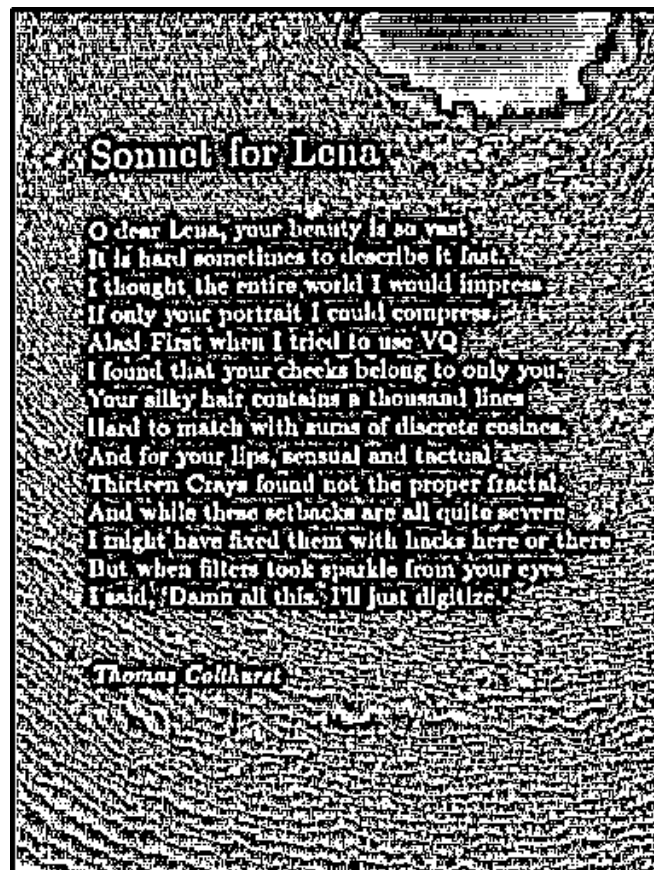 Sonnet for Lena
O dear Lena, your beauty is so vast
It is hard sometimes to describe it fast.
I thought the entire world I would impress
If only your portrait I could compress.
Alas! First when I tried to use VQ
I found that your cheeks belong to only you.
Your silky hair contains a thousand lines
Hard to match with sums of discrete cosines.
And for your lips, sensual and tactual
Thirteen Crays found not the proper fractal.
And while these setbacks are all quite severe
I might have fixed them with hacks here or there
But when filters took sparkle from your eyes
I said, 'Damn all this. I'll just digitize.'
Thomas Colthurst